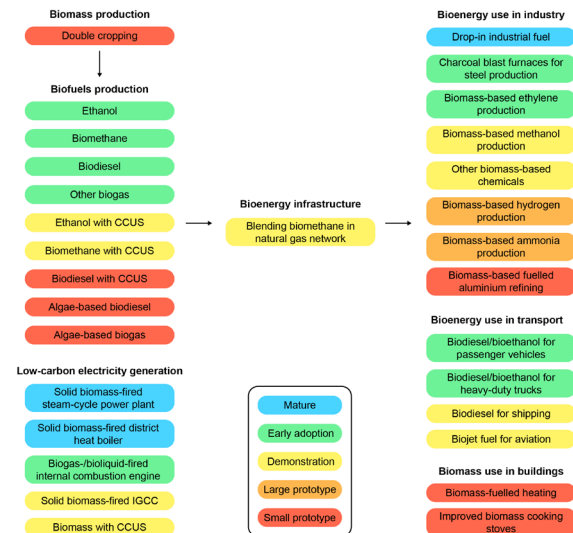 Biomass production
Double cropping
Biofuels production
Ethanol
Biomethane
Biodiesel
Other biogas
Ethanol with CCUS
Biomethane with CCUS
Biodiesel with CCUS
Algae-based biodiesel
Algae-based biogas
Low-carbon electricity generation
Solid biomass-fired
steam-cycle power plant
Solid biomass-fired district
heat boiler
Biogas-/bioliquid-fired
internal combustion engine
Solid biomass-fired IGCC
Biomass with CCUS
Bioenergy infrastructure
Blending biomethane in
natural gas network
Mature
Early adoption
Demonstration
Large prototype
Small prototype
Bioenergy use in industry
Drop-in industrial fuel
Charcoal blast furnaces for
steel production
Biomass-based ethylene
production
Biomass-based methanol
production
Other biomass-based
chemicals
Biomass-based hydrogen
production
Biomass-based ammonia
production
Biomass-based fuelled
aluminium refining
Bioenergy use in transport
Biodiesel/bioethanol for
passenger vehicles
Biodiesel/bioethanol for
heavy-duty trucks
Biodiesel for shipping
Biojet fuel for aviation
Biomass use in buildings
Biomass-fuelled heating
Improved biomass cooking
stoves